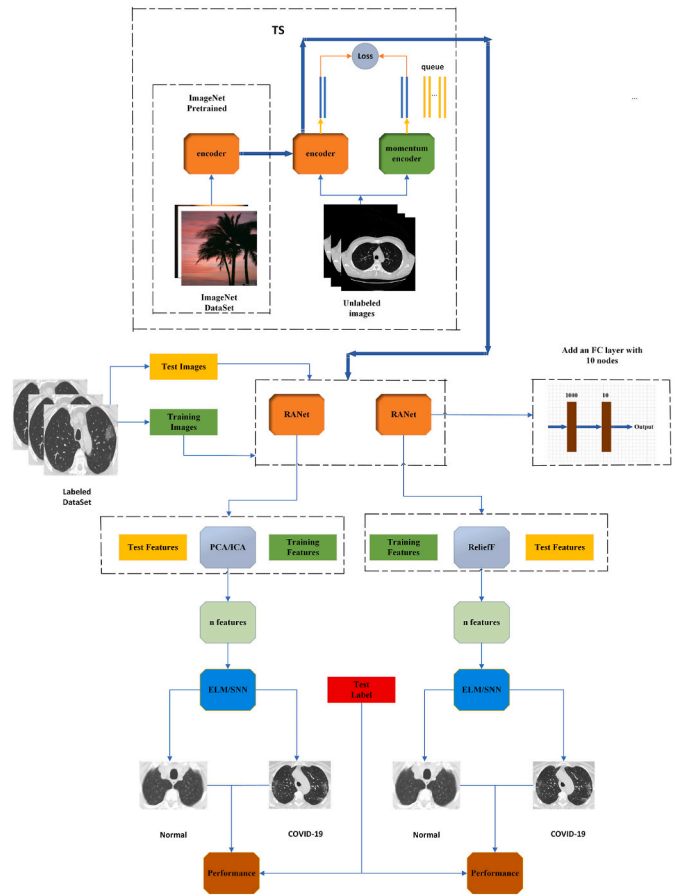 TS
Loss
queue
...
...
ImageNet
Pretrained
encoder
encoder
momentum
encoder
ImageNet
DataSet
Unlabeled
images
Add an FC layer with
10 nodes
Test Images
Training
Images
RANet
RANet
1000
10
Output
Labeled
DataSet
Test Features
PCA/ICA
Training
Features
Training
Features
ReliefF
Test Features
n features
n features
ELM/SNN
Test
Label
ELM/SNN
Normal
COVID-19
Normal
COVID-19
Performance
Performance